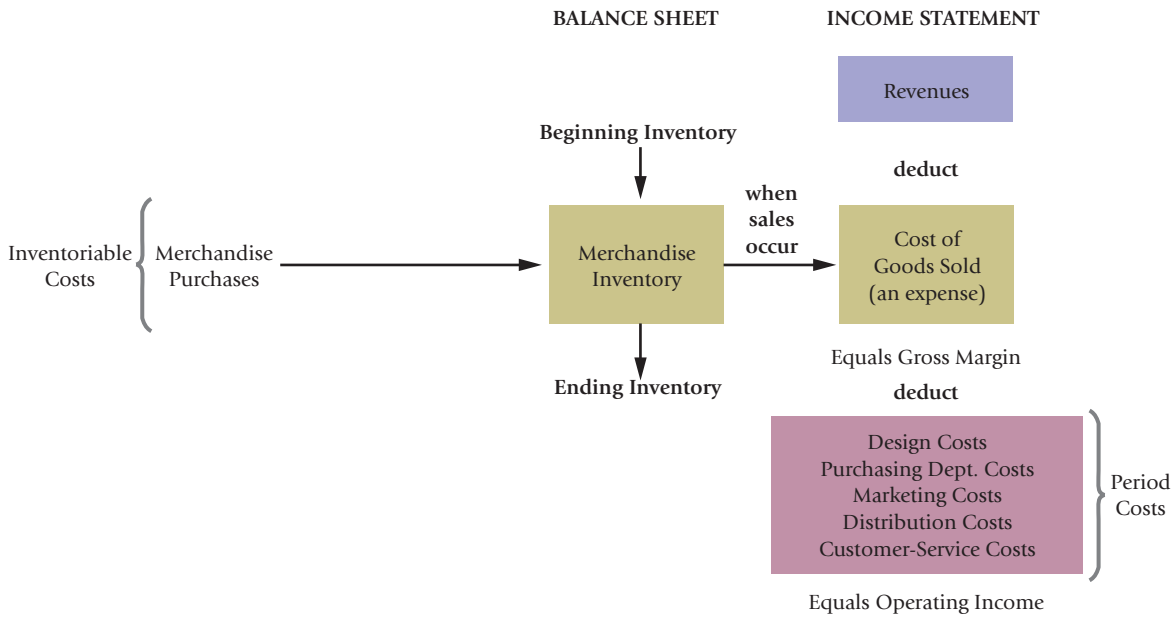 BALANCE SHEET
INCOME STATEMENT
Revenues
Beginning Inventory
deduct
when
sales
occur
Inventoriable
Costs
Merchandise
Purchases
Merchandise
Inventory
Cost of
Goods Sold
(an expense)
Equals Gross Margin
Ending Inventory
deduct
Design Costs
Purchasing Dept. Costs
Marketing Costs
Distribution Costs
Customer-Service Costs
Period
Costs
Equals Operating Income